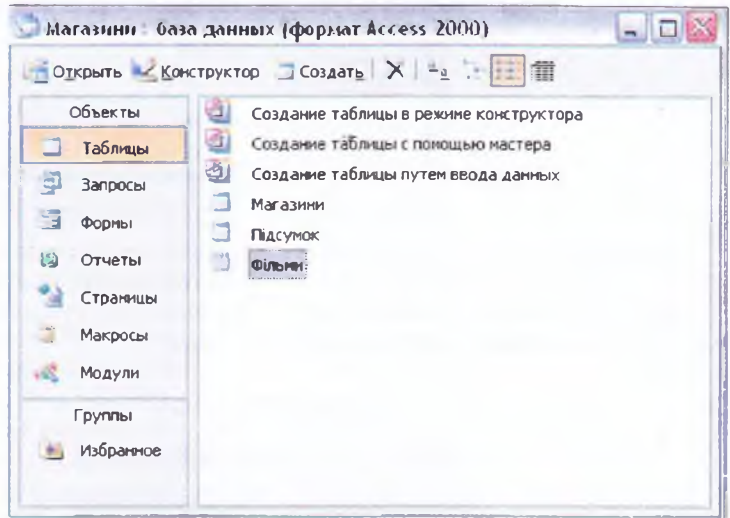 Магазини : база данных (формат Access 2000)
Открыть Конструктор Создать
Объекты
Таблицы
Запросы
Формы
Отчеты
Страницы
Макросы
Модули
Группы
Избранное
Создание таблицы в режиме конструктора
Создание таблицы с помощью мастера
Создание таблицы путем ввода данных
Магазини
Підсумок
Фільми